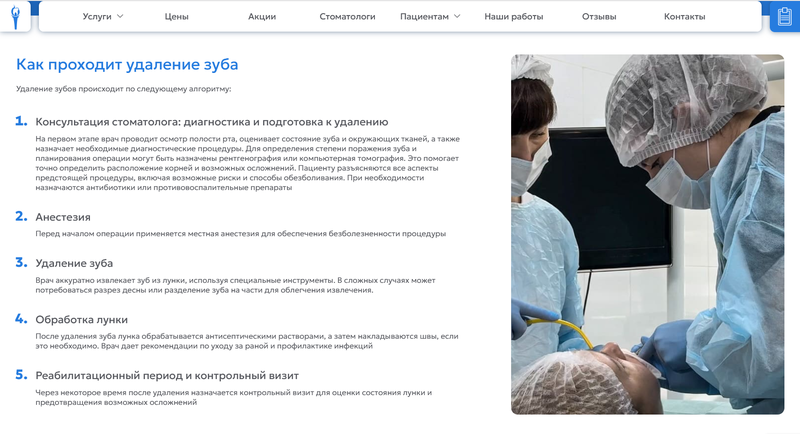 Услуги Цены Акции Стоматологи Пациентам Наши работы Отзывы Контакты
Как проходит удаление зуба
Удаление зубов происходит по следующему алгоритму:
1. Консультация стоматолога: диагностика и подготовка к удалению
На первом этапе врач проводит осмотр полости рта, оценивает состояние зуба и окружающих тканей, а также
назначает необходимые диагностические процедуры. Для определения степени поражения зуба и
планирования операции могут быть назначены рентгенография или компьютерная томография. Это помогает
точно определить расположение корней и возможных осложнений. Пациенту разъясняются все аспекты
предстоящей процедуры, включая возможные риски и способы обезболивания. При необходимости
назначаются антибиотики или противовоспалительные препараты
2. Анестезия
Перед началом операции применяется местная анестезия для обеспечения безболезненности процедуры
3. Удаление зуба
Врач аккуратно извлекает зуб из лунки, используя специальные инструменты. В сложных случаях может
потребоваться разрез десны или разделение зуба на части для облегчения извлечения.
4. Обработка лунки
После удаления зуба лунка обрабатывается антисептическими растворами, а затем накладываются швы, если
это необходимо. Врач дает рекомендации по уходу за раной и профилактике инфекций
5. Реабилитационный период и контрольный визит
Через некоторое время после удаления назначается контрольный визит для оценки состояния лунки и
предотвращения возможных осложнений